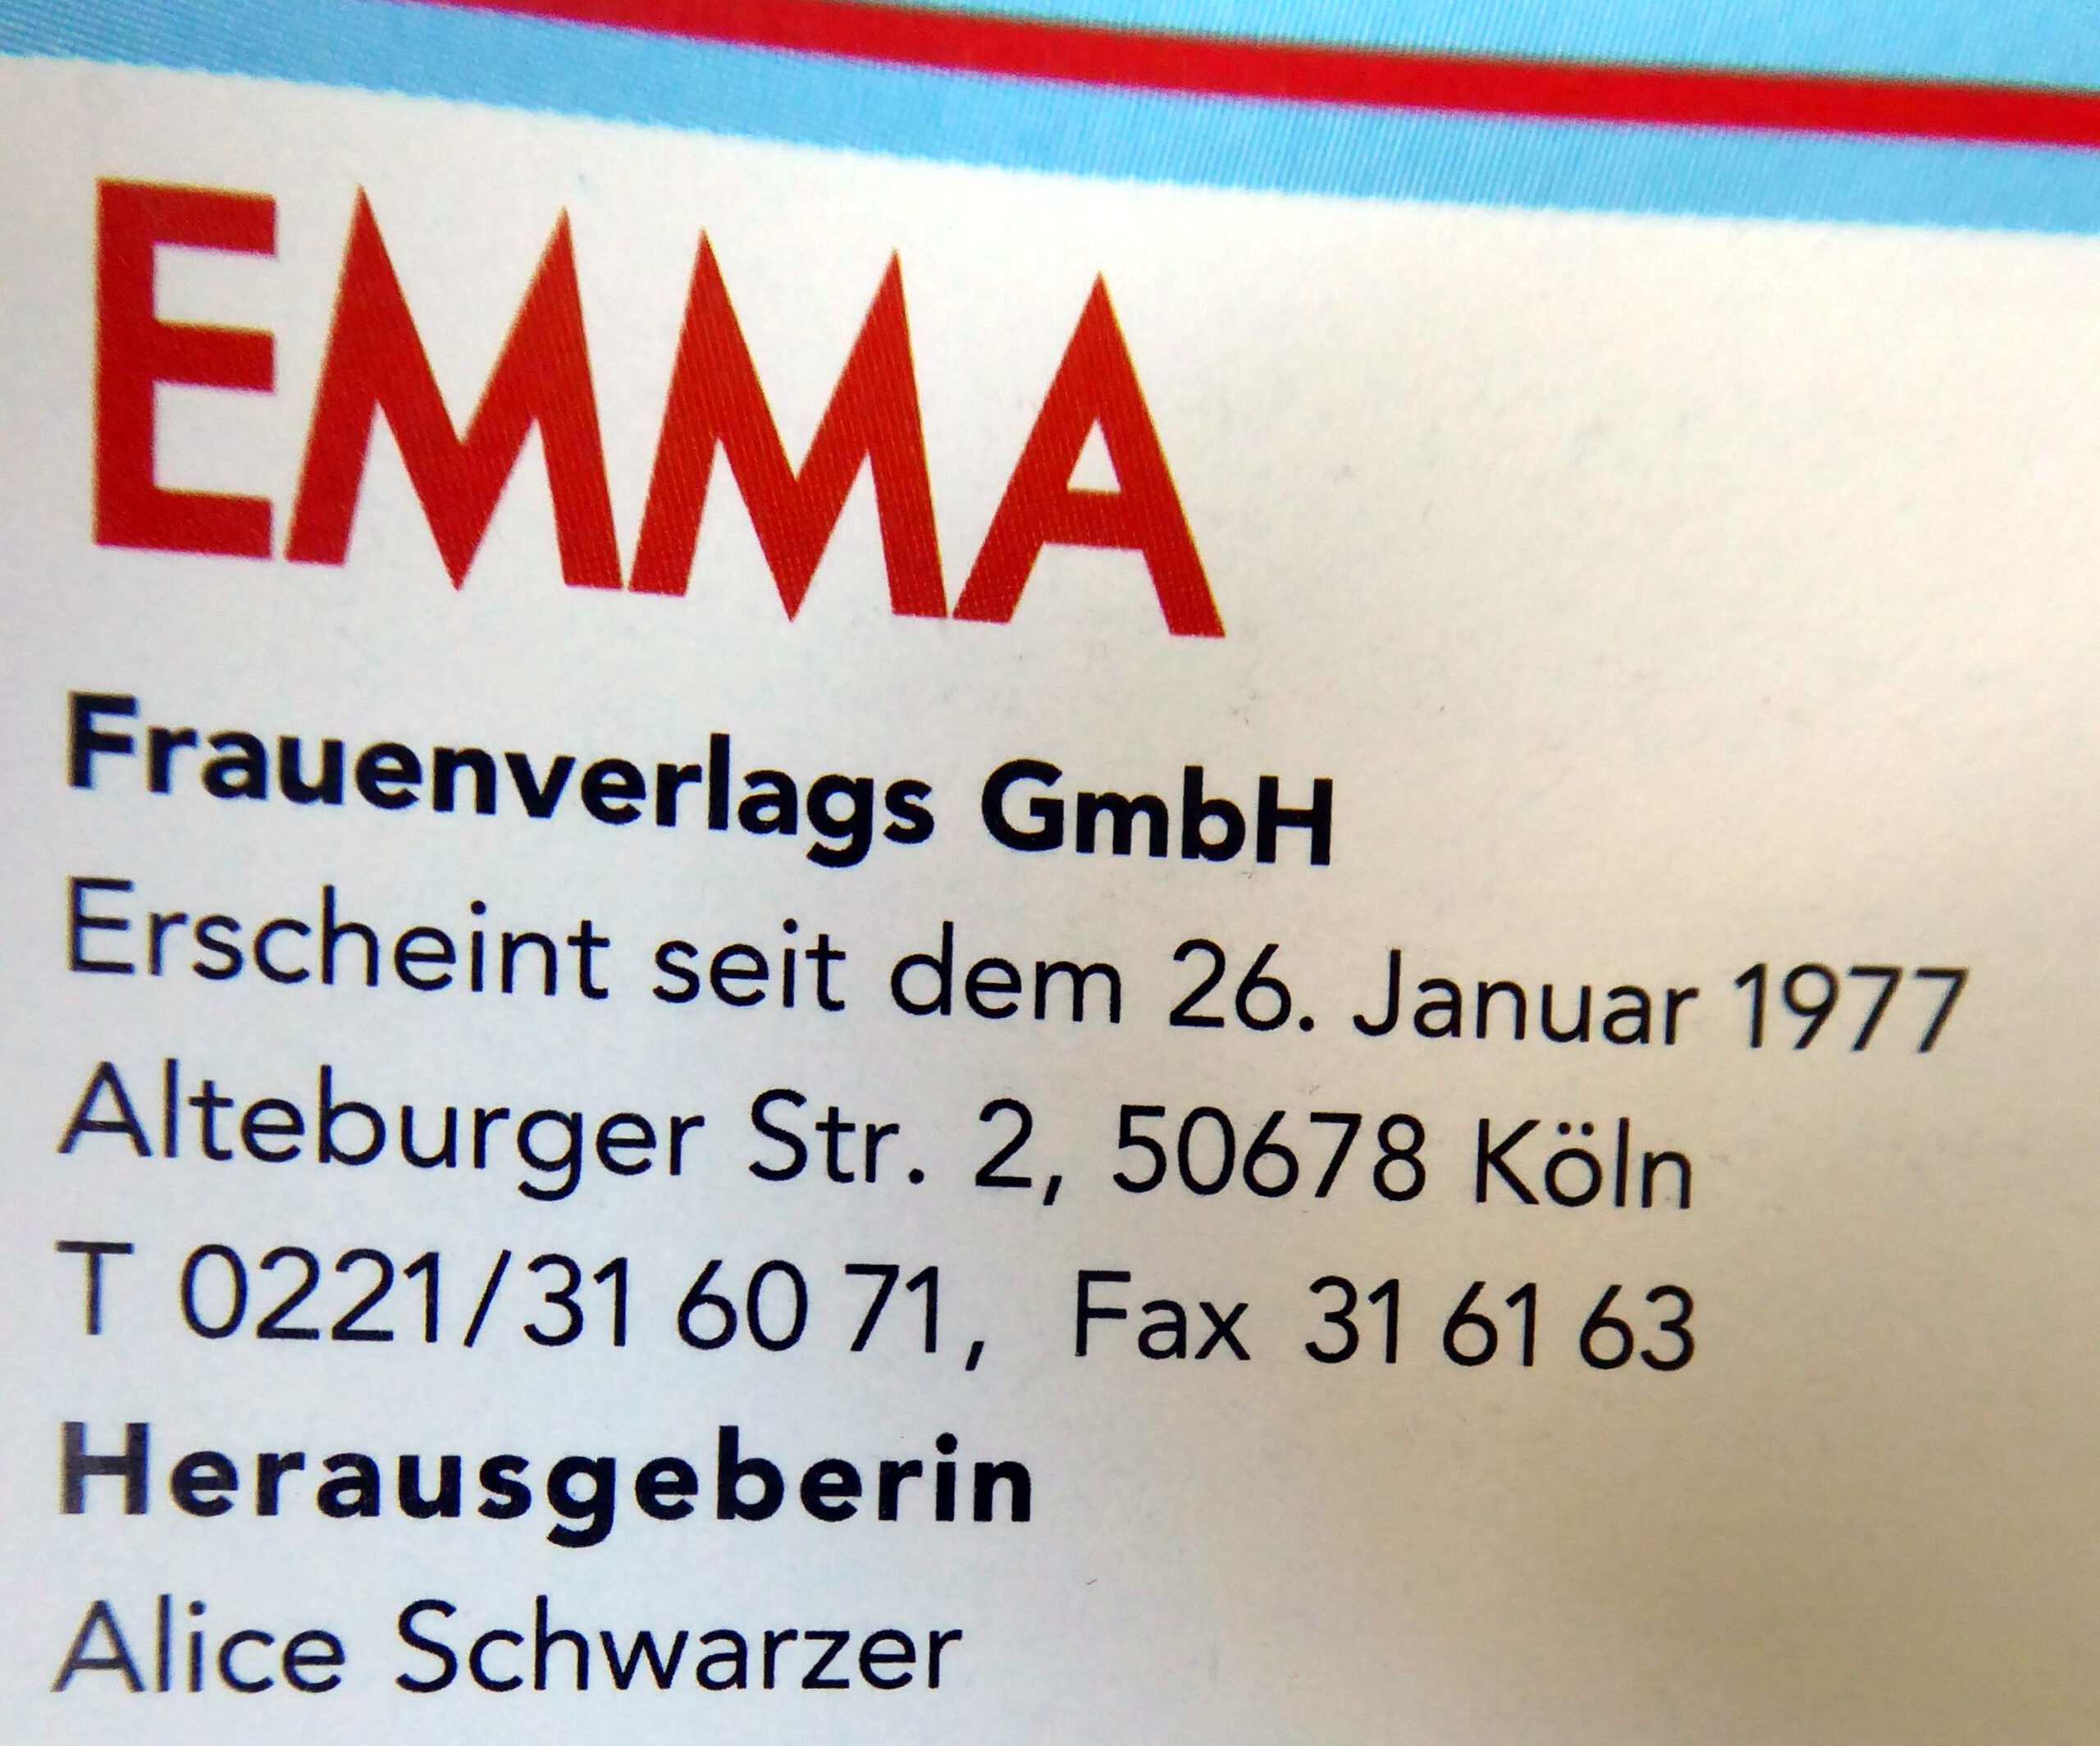 EMMA
Frauenverlags GmbH
Erscheint seit dem 26. Januar 1977
Alteburger Str. 2, 50678 Köln
T 0221/31 60 71, Fax 31 61 63
Herausgeberin
Alice Schwarzer